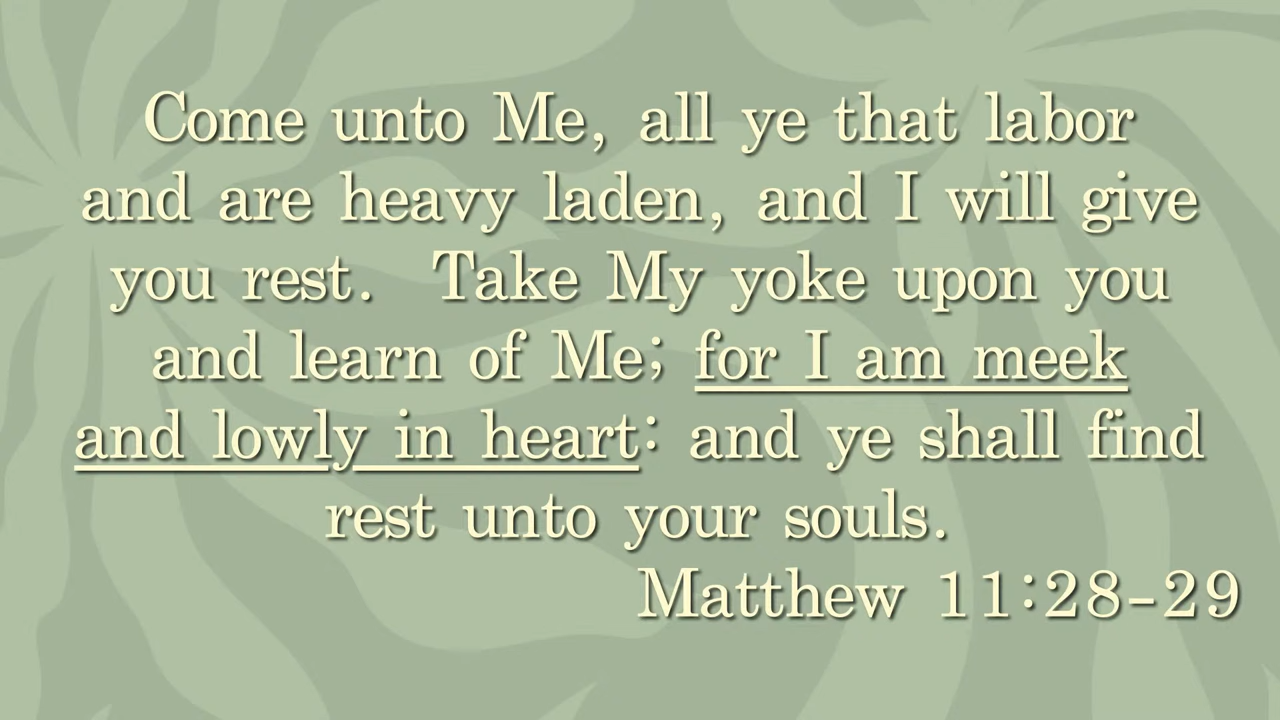 Come unto Me, all ye that labor
and are heavy laden, and I will give
you rest.  Take My yoke upon you
and learn of Me; for I am meek
and lowly in heart: and ye shall find
rest unto your souls.
Matthew 11:28-29